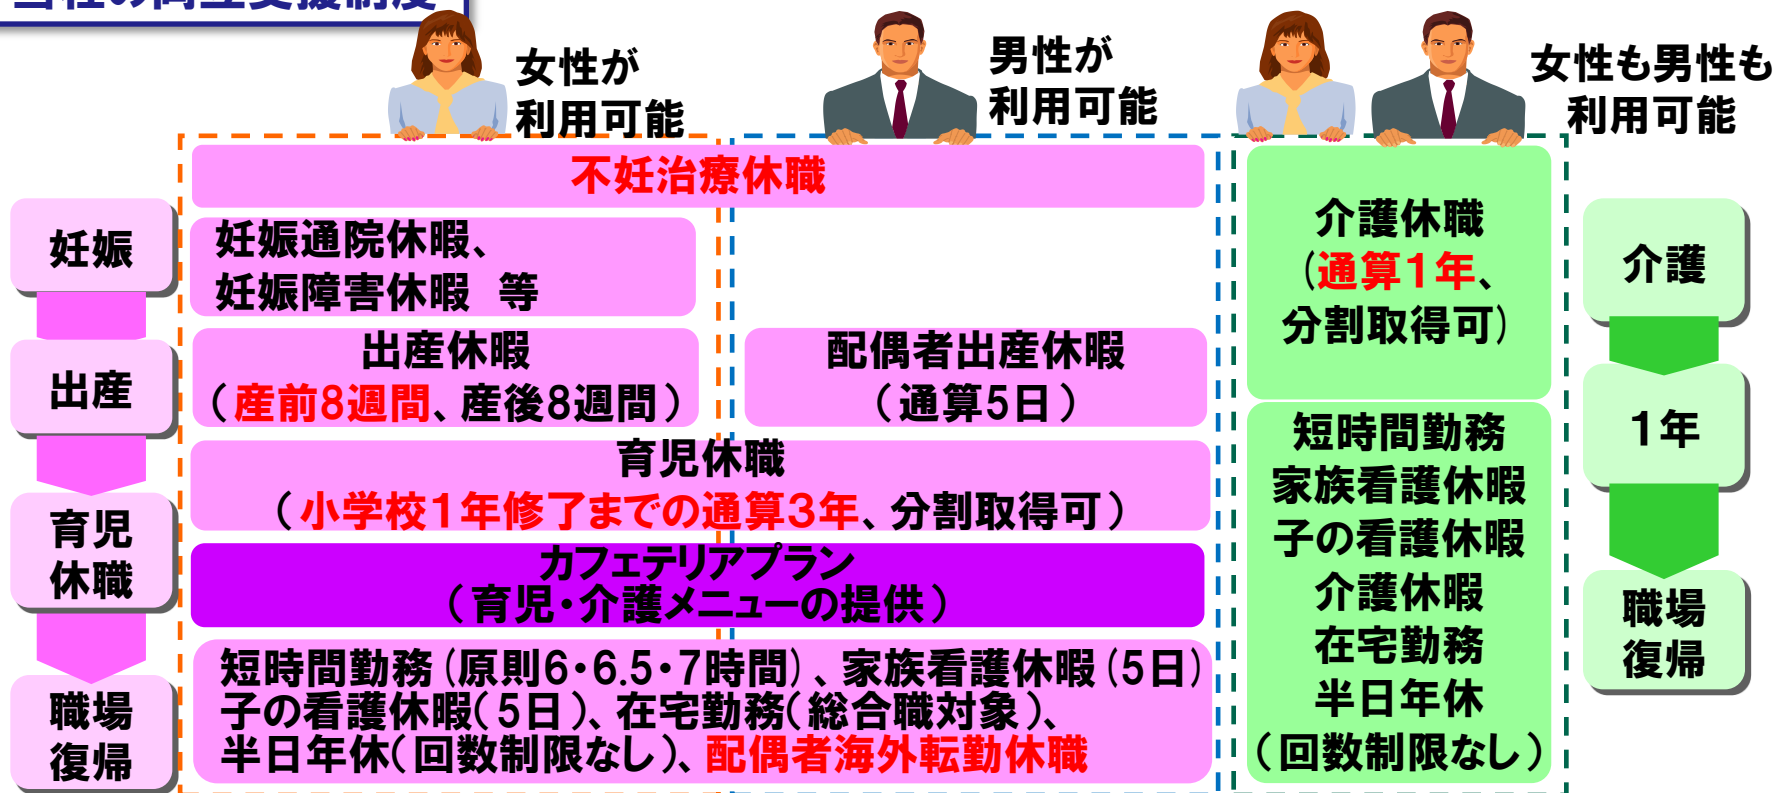 当社の両立支援制度
女性が
利用可能
男性が
利用可能
女性も男性も
利用可能
妊娠
出産
育児
休職
職場
復帰
不妊治療休職
妊娠通院休暇、
妊娠障害休暇 等
出産休暇
(産前8週間、産後8週間)
配偶者出産休暇
(通算5日)
育児休職
(小学校1年修了までの通算3年、分割取得可)
カフェテリアプラン
(育児・介護メニューの提供)
短時間勤務(原則6・6.5・7時間)、家族看護休暇(5日)
子の看護休暇(5日)、在宅勤務(総合職対象)、
半日年休(回数制限なし)、配偶者海外転勤休職
介護休職
(通算1年、
分割取得可)
短時間勤務
家族看護休暇
子の看護休暇
介護休暇
在宅勤務
半日年休
(回数制限なし)
介護
1年
職場
復帰